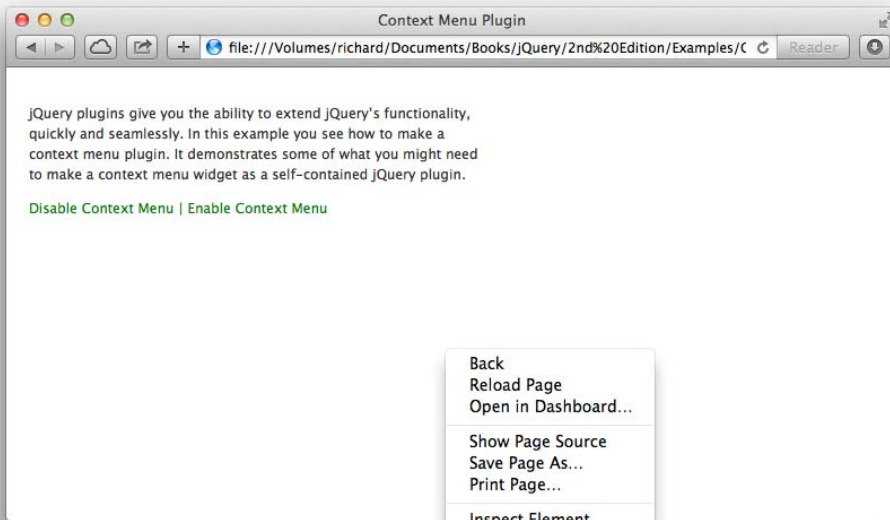 Context Menu Plugin
file:///Volumes/richard/Documents/Books/jQuery/2nd%20Edition/Examples/C
Reader
jQuery plugins give you the ability to extend jQuery's functionality,
quickly and seamlessly. In this example you see how to make a
context menu plugin. It demonstrates some of what you might need
to make a context menu widget as a self-contained jQuery plugin.
Disable Context Menu | Enable Context Menu
Back
Reload Page
Open in Dashboard...
Show Page Source
Save Page As...
Print Page...
Inspect Element